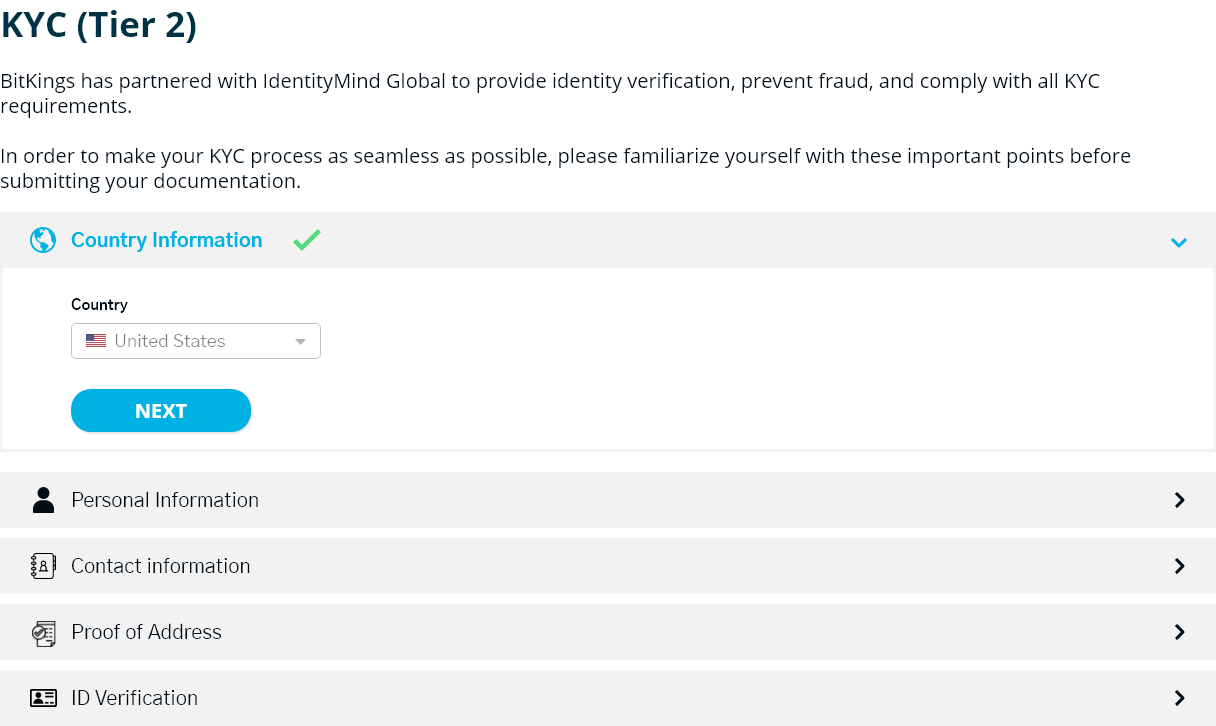 KYC (Tier 2)
BitKings has partnered with IdentityMind Global to provide identity verification, prevent fraud, and comply with all KYC
requirements.
In order to make your KYC process as seamless as possible, please familiarize yourself with these important points before
submitting your documentation.
Country Information
Country
United States
NEXT
Personal Information
Contact information
Proof of Address
ID Verification